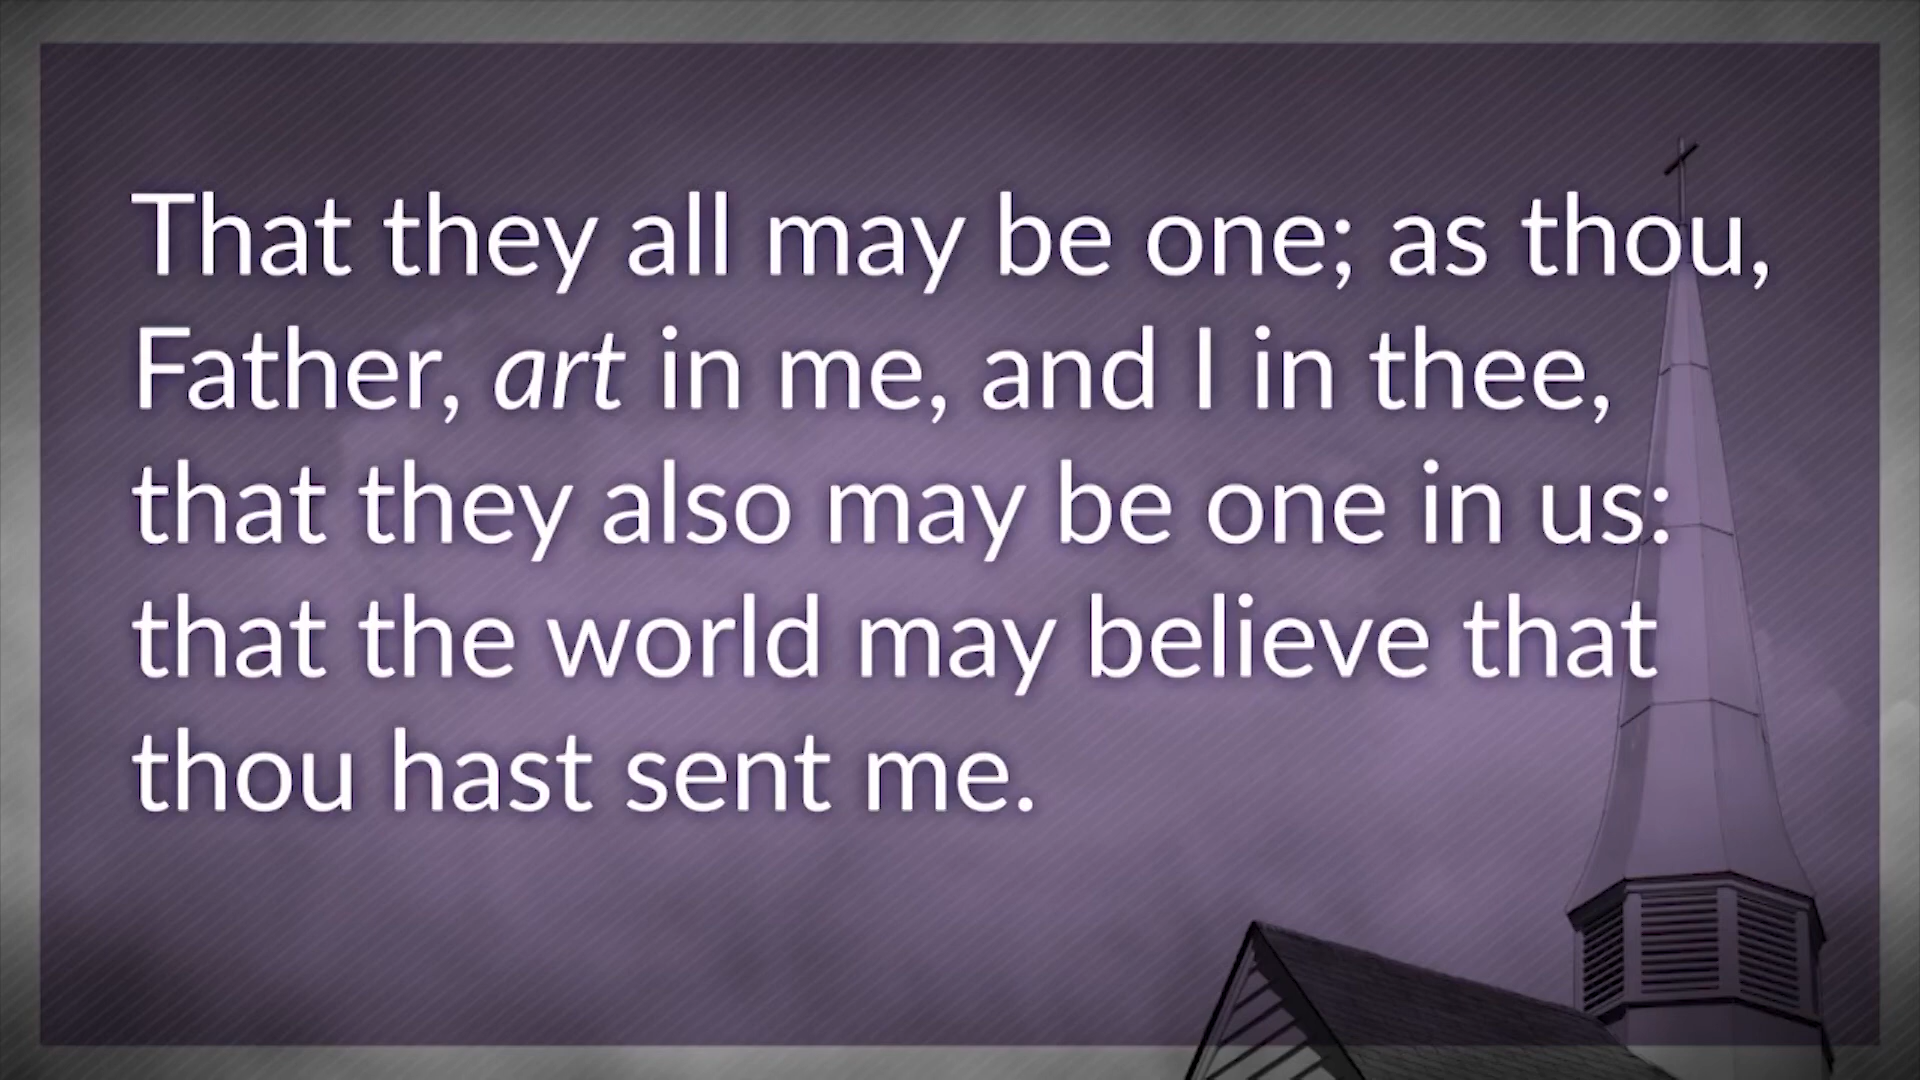 That they all may be one; as thou,
Father, art in me, and I in thee,
that they also may be one in us:
that the world may believe that
thou hast sent me.